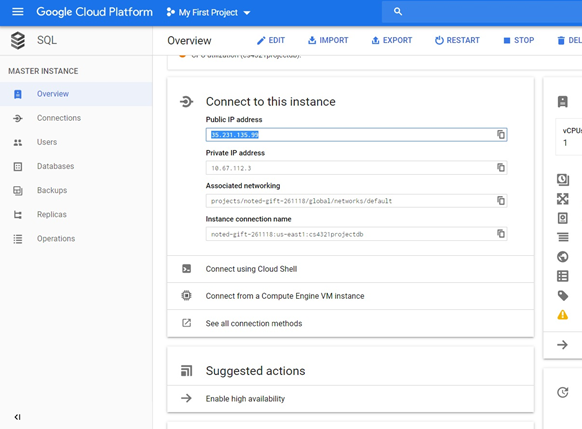 Google Cloud Platform My First Project
SQL Overview EDIT IMPORT EXPORT RESTART STOP DEL
CPU utilization (cs4321projectdb):
MASTER INSTANCE
Overview
Connections
Users
Databases
Backups
Replicas
Operations
Connect to this instance
Public IP address
35.231.135.99
Private IP address
10.67.112.3
Associated networking
projects/noted-gift-261118/global/networks/default
Instance connection name
noted-gift-261118:us-east1:cs4321projectdb
Connect using Cloud Shell
Connect from a Compute Engine VM instance
See all connection methods
Suggested actions
Enable high availability
vCPUs
1